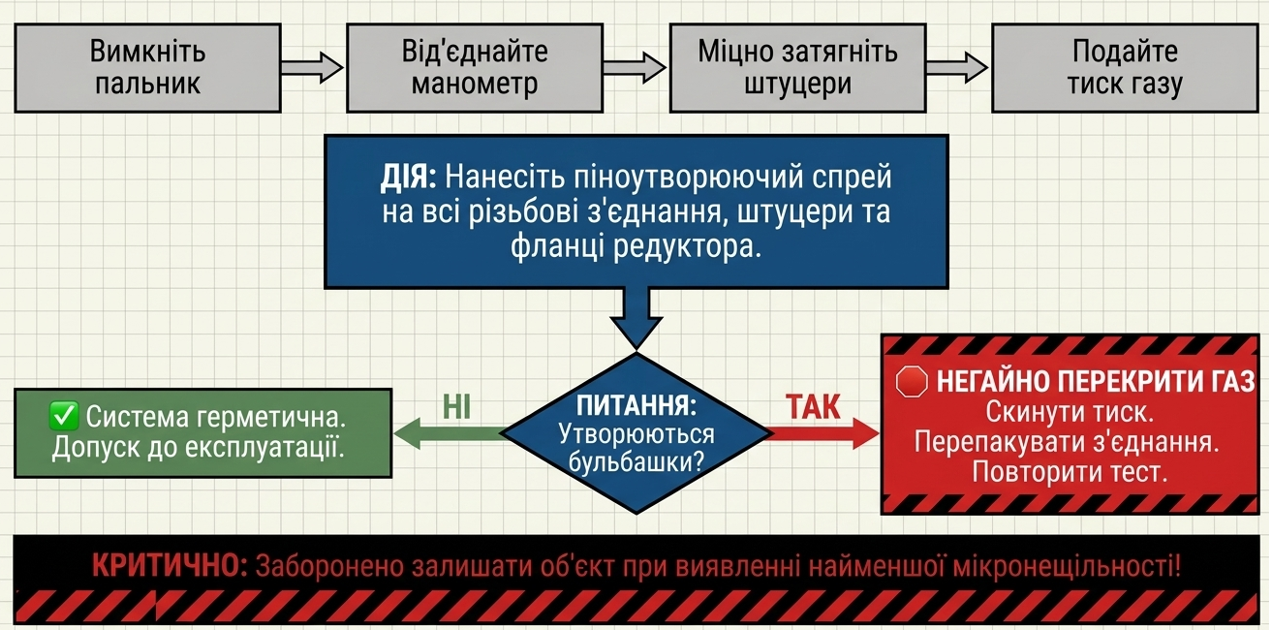 Вимкніть
пальник
Від'єднайте
манометр
Міцно затягніть
штуцери
Подайте
тиск газу
ДІЯ: Нанесіть піноутворюючий спрей
на всі різьбові з'єднання, штуцери та
фланці редуктора.
✅ Система герметична.
Допуск до експлуатації.
НІ
ПИТАННЯ:
Утворюються
бульбашки?
ТАК
🛑 НЕГАЙНО ПЕРЕКРИТИ ГАЗ
Скинути тиск.
Перепакувати з'єднання.
Повторити тест.
КРИТИЧНО: Заборонено залишати об'єкт при виявленні найменшої мікронещільності!